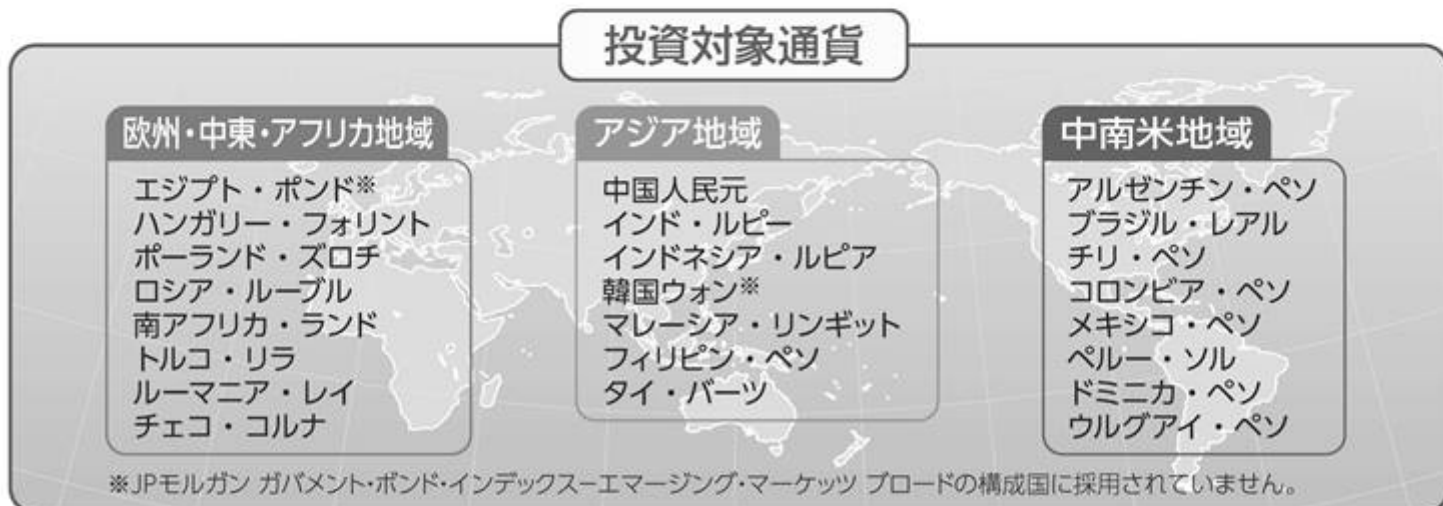 投資対象通貨
欧州・中東・アフリカ地域
エジプト・ポンド※
ハンガリー・フォリント
ポーランド・ズロチ
ロシア・ルーブル
南アフリカ・ランド
トルコ・リラ
ルーマニア・レイ
チェコ・コルナ
アジア地域
中国人民元
インド・ルピー
インドネシア・ルピア
韓国ウォン※
マレーシア・リンギット
フィリピン・ペソ
タイ・バーツ
中南米地域
アルゼンチン・ペソ
ブラジル・レアル
チリ・ペソ
コロンビア・ペソ
メキシコ・ペソ
ペルー・ソル
ドミニカ・ペソ
ウルグアイ・ペソ
※JPモルガン ガバメント・ボンド・インデックス－エマージング・マーケッツ ブロードの構成国に採用されていません。